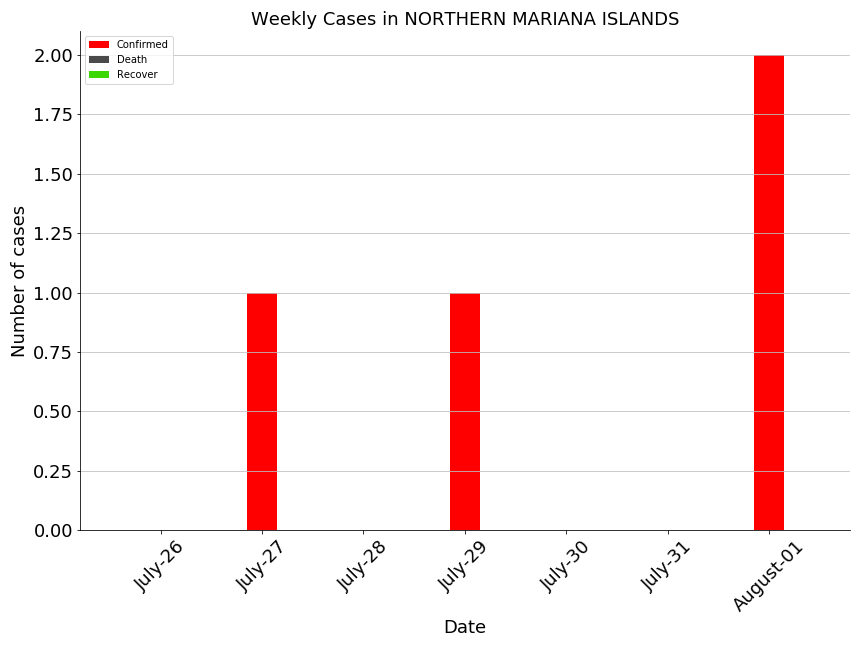 Weekly Cases in NORTHERN MARIANA ISLANDS
Confirmed
Death
Recover
Number of cases
2.00
1.75
1.50
1.25
1.00
0.75
0.50
0.25
0.00
July-26
July-27
July-28
July-29
July-30
July-31
August-01
Date